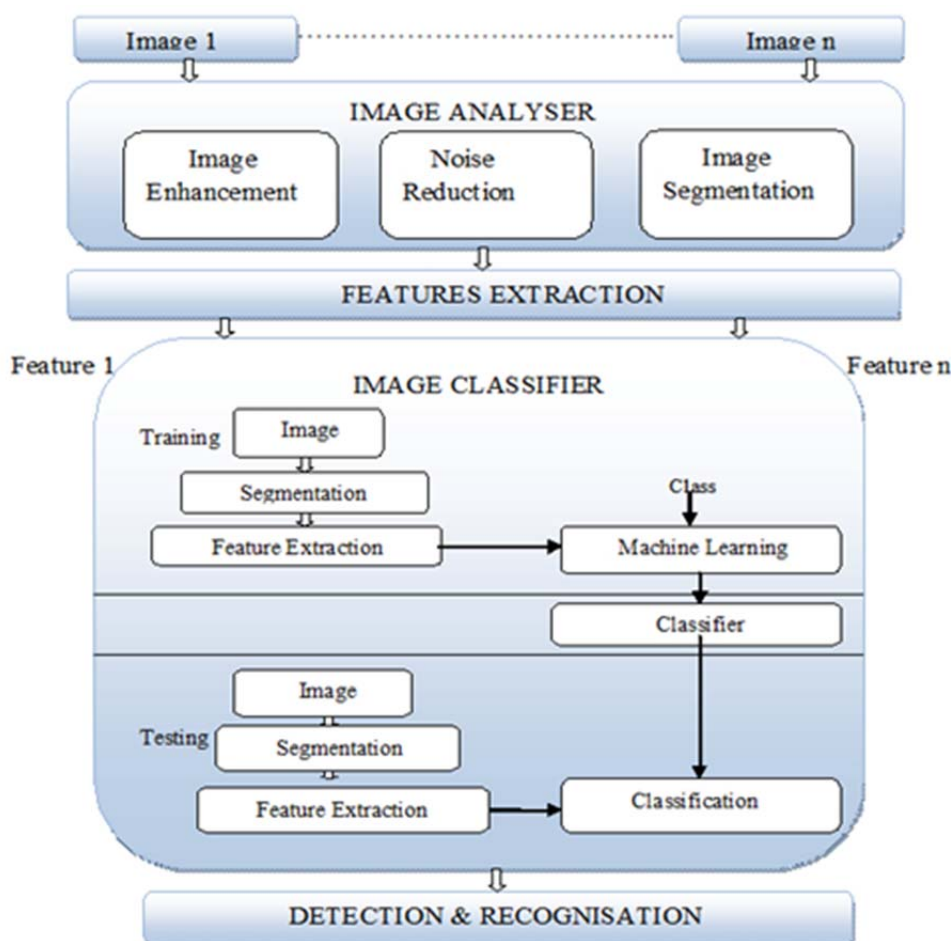 Image 1
Image n
IMAGE ANALYSER
Image
Enhancement
Noise
Reduction
Image
Segmentation
FEATURES EXTRACTION
Feature 1
Feature n
IMAGE CLASSIFIER
Training
Image
Segmentation
Class
Feature Extraction
Machine Learning
Classifier
Image
Testing
Segmentation
Feature Extraction
Classification
DETECTION & RECOGNISATION